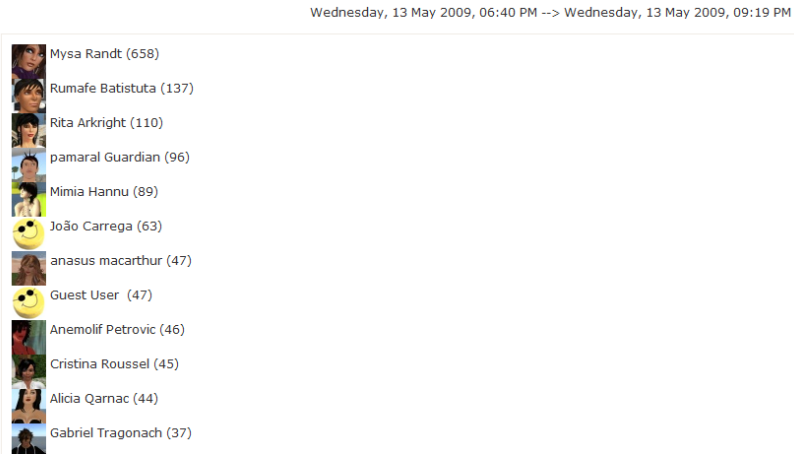 Wednesday, 13 May 2009, 06:40 PM --> Wednesday, 13 May 2009, 09:19 PM
Mysa Randt (658)
Rumafe Batistuta (137)
Rita Arkright (110)
pamaral Guardian (96)
Mimia Hannu (89)
João Carrega (63)
anasus macarthur (47)
Guest User (47)
Anemolif Petrovic (46)
Cristina Roussel (45)
Alicia Qarnac (44)
Gabriel Tragonach (37)